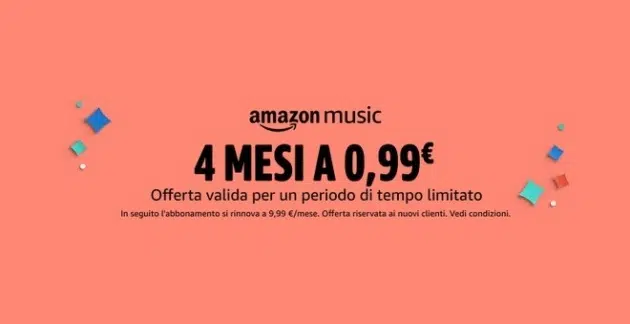 amazon music
4 MESI A 0,99€
Offerta valida per un periodo di tempo limitato
In seguito l'abbonamento si rinnova a 9,99 €/mese. Offerta riservata ai nuovi clienti. Vedi condizioni.